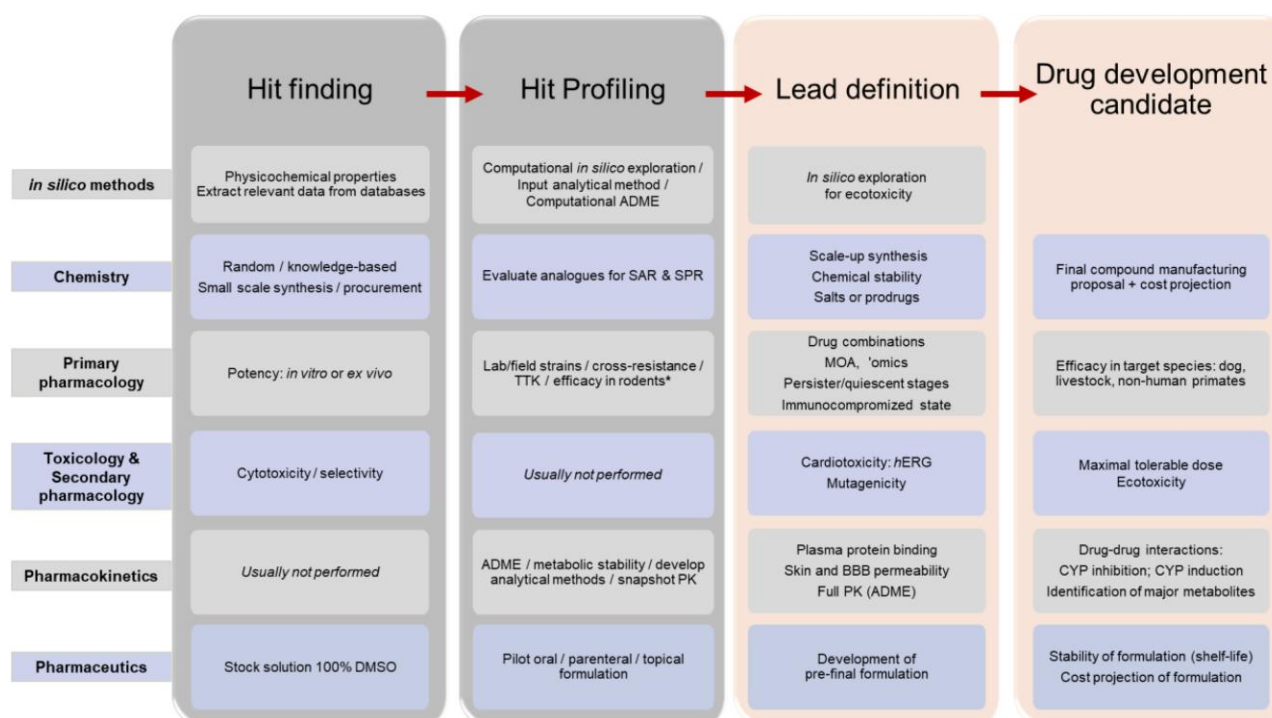 Hit finding
Hit Profiling
Lead definition
Drug development
candidate
in silico methods
Physicochemical properties
Extract relevant data from databases
Computational in silico exploration /
Input analytical method /
Computational ADME
In silico exploration
for ecotoxicity
Chemistry
Random / knowledge-based
Small scale synthesis / procurement
Evaluate analogues for SAR & SPR
Scale-up synthesis
Chemical stability
Salts or prodrugs
Final compound manufacturing
proposal + cost projection
Primary
pharmacology
Potency: in vitro or ex vivo
Lab/field strains / cross-resistance /
TTK / efficacy in rodents*
Drug combinations
MOA, 'omics
Persister/quiescent stages
Immunocompromized state
Efficacy in target species: dog,
livestock, non-human primates
Toxicology &
Secondary
pharmacology
Cytotoxicity / selectivity
Usually not performed
Cardiotoxicity: hERG
Mutagenicity
Maximal tolerable dose
Ecotoxicity
Pharmacokinetics
Usually not performed
ADME / metabolic stability / develop
analytical methods / snapshot PK
Plasma protein binding
Skin and BBB permeability
Full PK (ADME)
Drug-drug interactions:
CYP inhibition; CYP induction
Identification of major metabolites
Pharmaceutics
Stock solution 100% DMSO
Pilot oral / parenteral / topical
formulation
Development of
pre-final formulation
Stability of formulation (shelf-life)
Cost projection of formulation